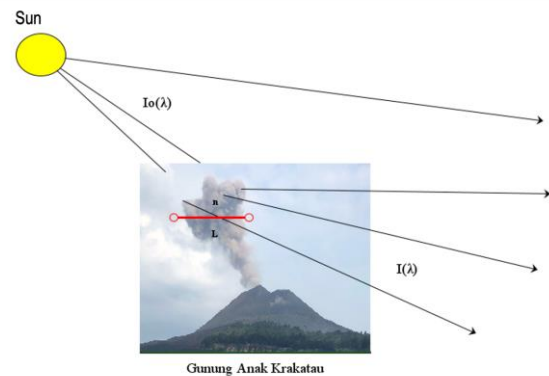 Sun
Io(λ)
n
L
I(λ)
Gunung Anak Krakatau